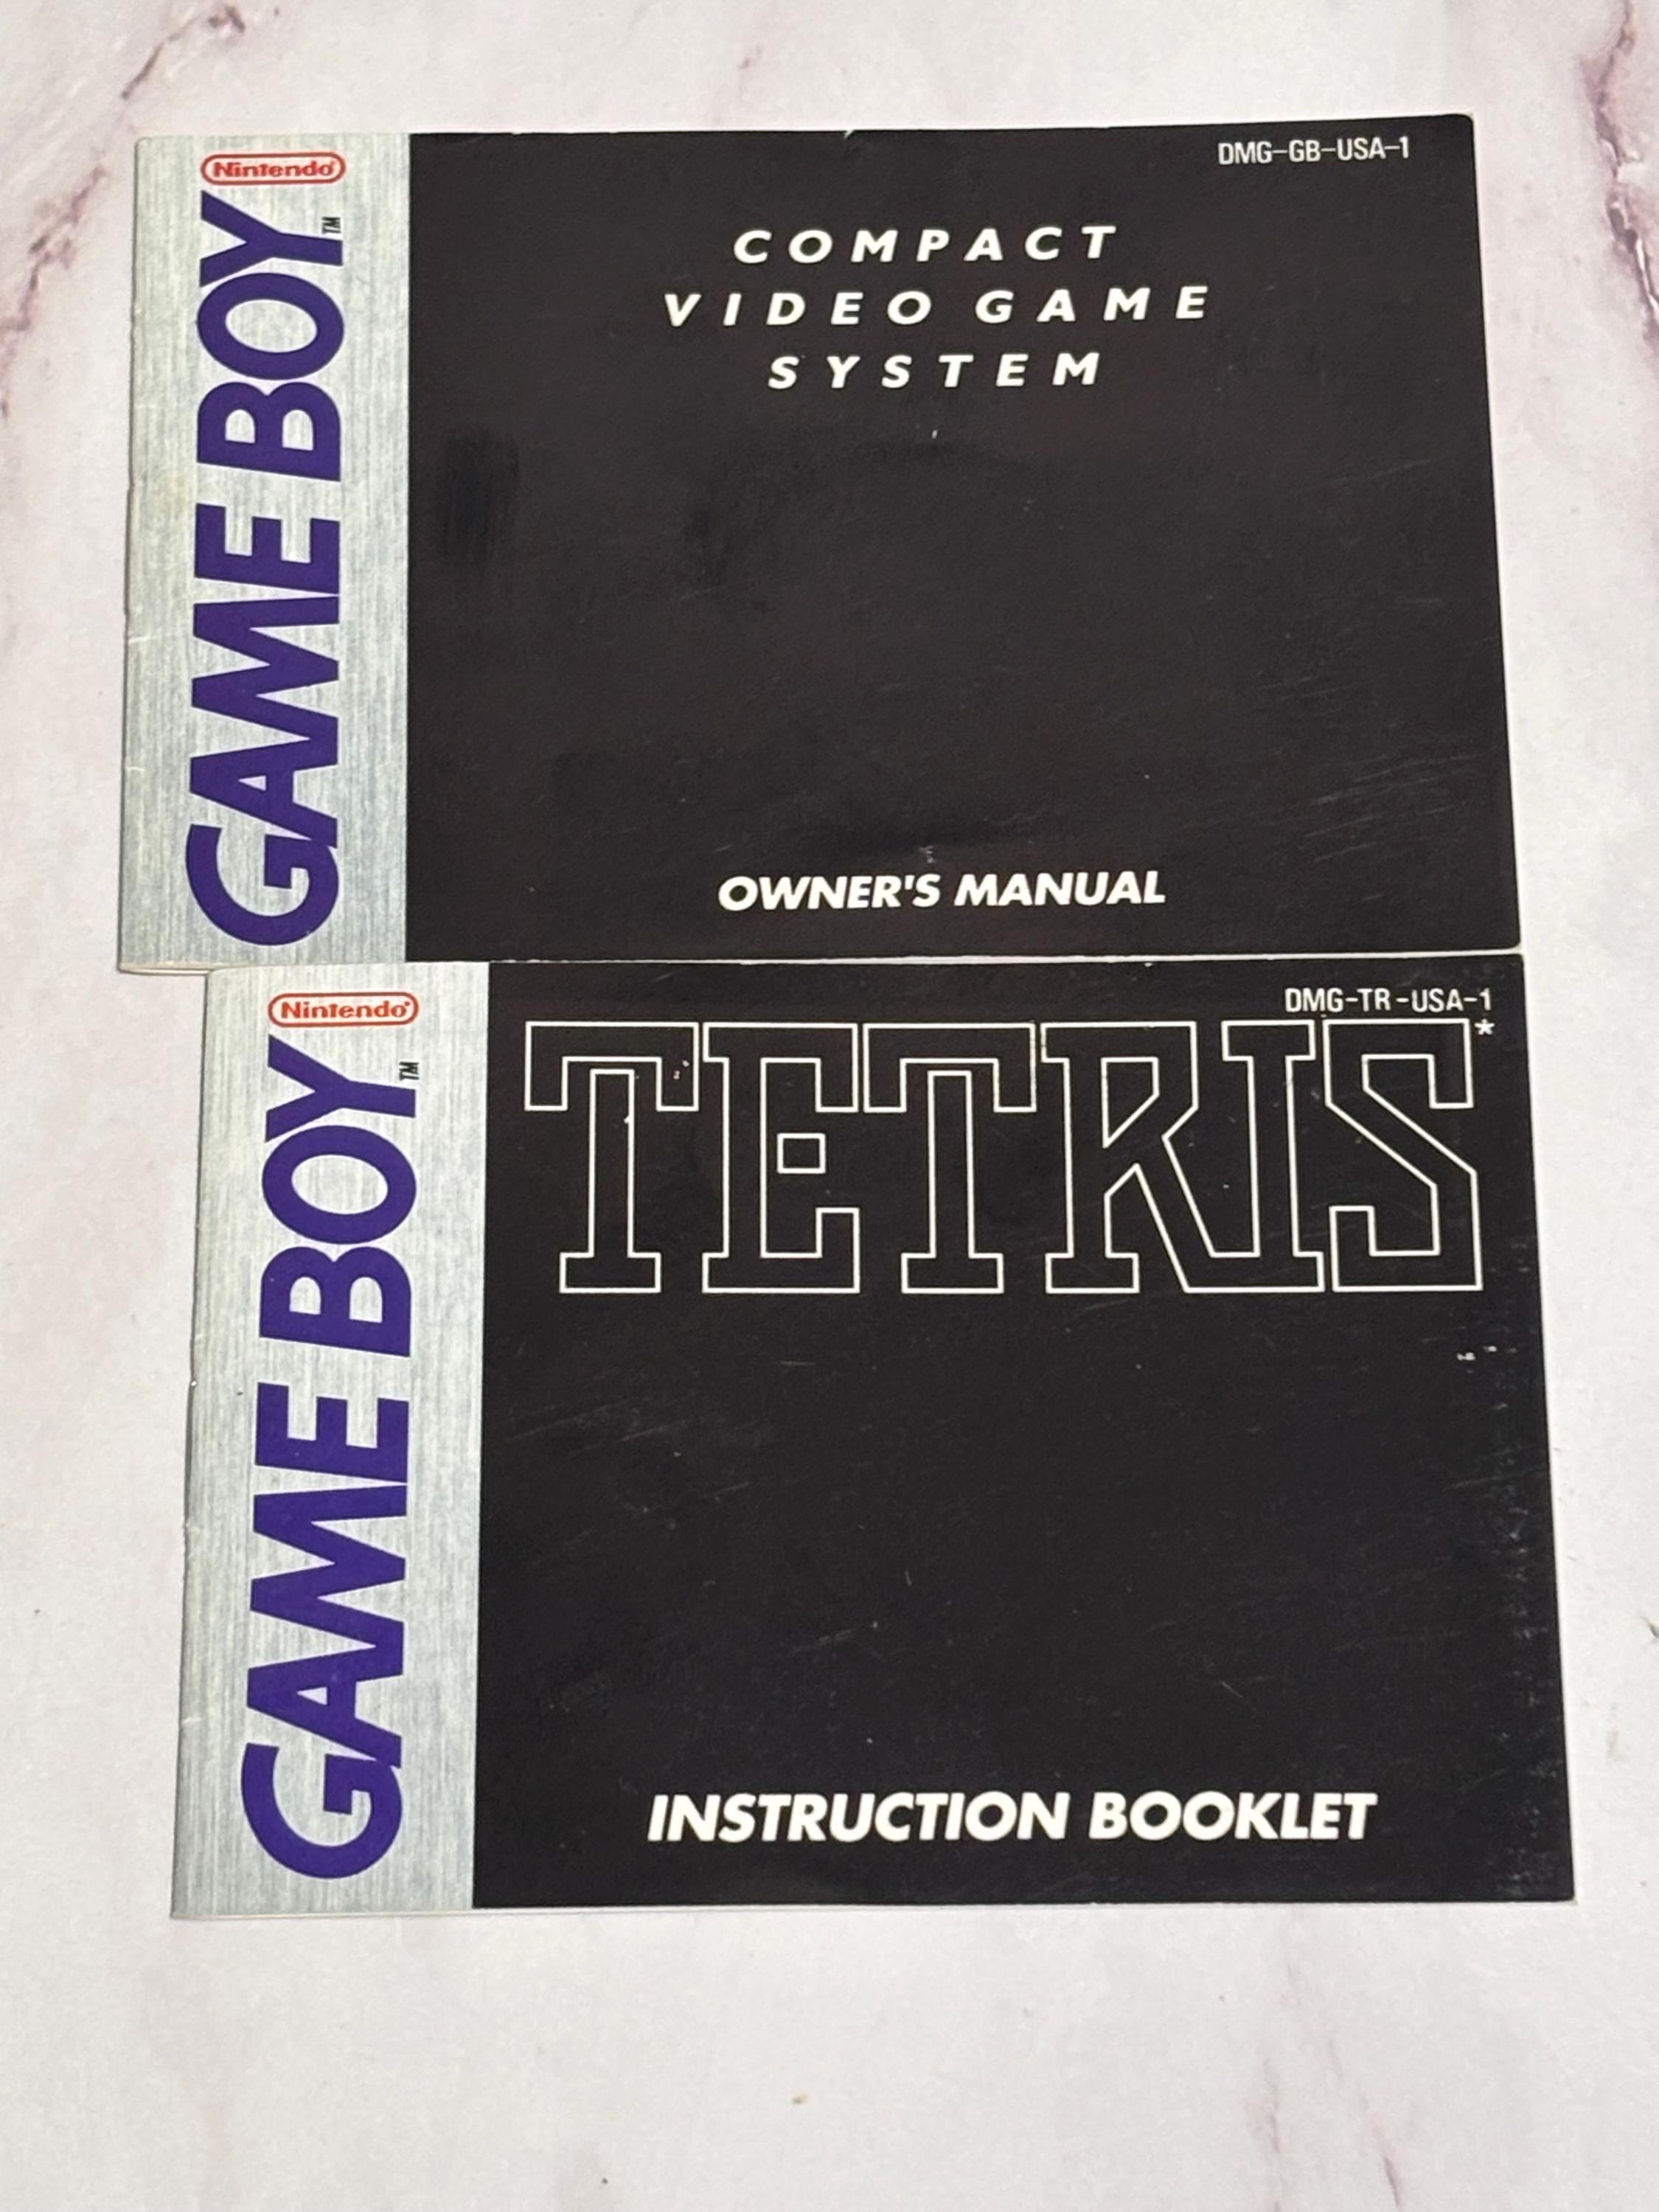 Nintendo®
GAME BOY™
DMG-GB-USA-1
COMPACT
VIDEO GAME
SYSTEM
OWNER'S MANUAL
Nintendo®
GAME BOY™
DMG-TR-USA-1
TETRIS*
INSTRUCTION BOOKLET